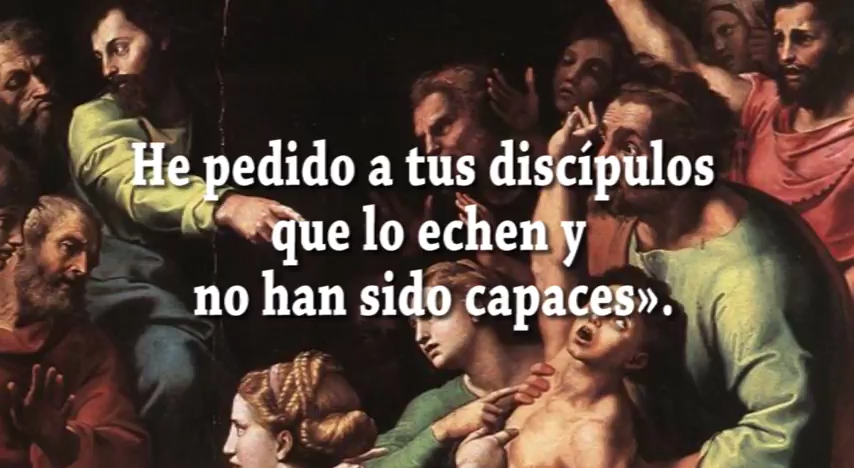 He pedido a tus discípulos
que lo echen y
no han sido capaces».